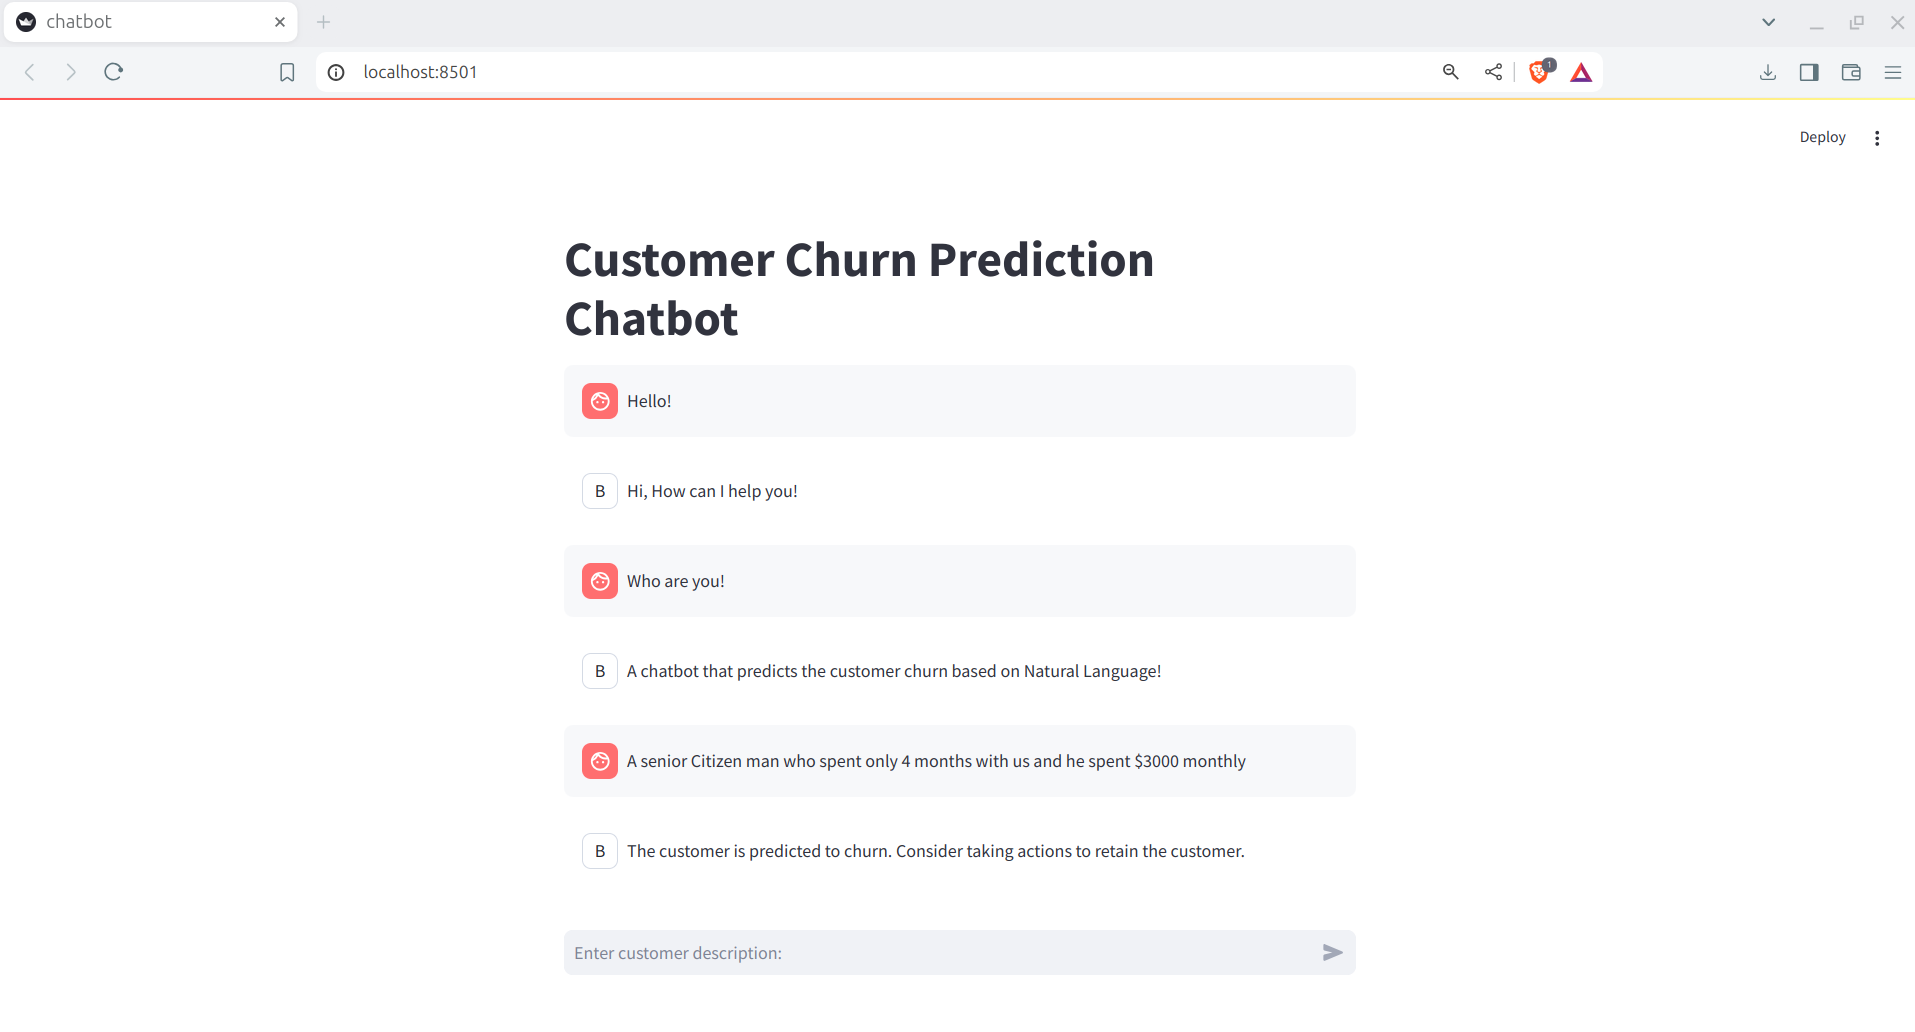 chatbot
localhost:8501
1
Deploy
Customer Churn Prediction
Chatbot
Hello!
B Hi, How can I help you!
Who are you!
B A chatbot that predicts the customer churn based on Natural Language!
A senior Citizen man who spent only 4 months with us and he spent $3000 monthly
B The customer is predicted to churn. Consider taking actions to retain the customer.
Enter customer description: